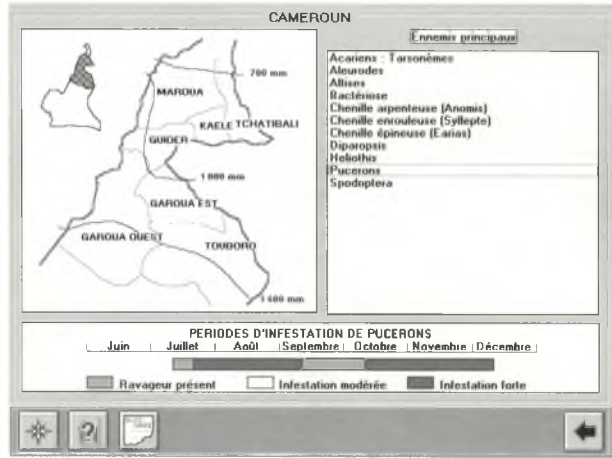 CAMEROUN
700 mm
MAROUA
KAELE TCHATIBALI
GUIDER
1 000 mm
GAROUA EST
GAROUA OUEST
TOUBORO
1 400 mm
Ennemis principaux
Acariens : Tarsonèmes
Aleurodes
Altises
Bactériose
Chenille arpenteuse (Anomis)
Chenille enrouleuse (Syllepte)
Chenille épineuse (Earias)
Diparopsis
Heliothis
Pucerons
Spodoptera
PERIODES D'INFESTATION DE PUCERONS
Juin | Juillet | Août | Septembre | Octobre | Novembre | Décembre
Ravageur présent Infestation modérée Infestation forte
?